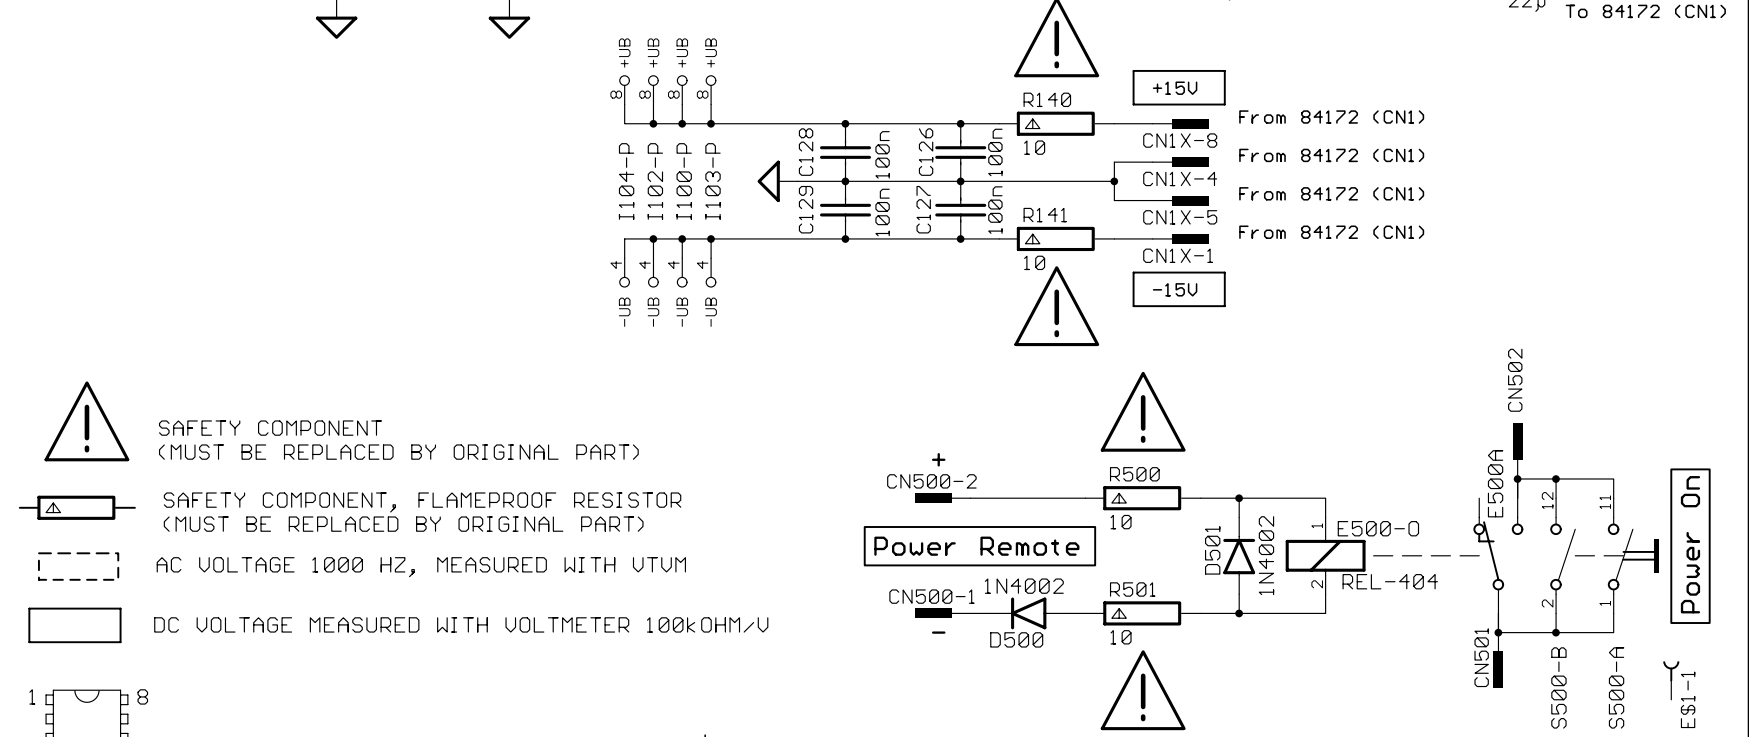 22p
To 84172 (CN1)
+UB +UB +UB +UB
8 8 8 8
I104-P
I102-P
I100-P
I103-P
4 4 4 4
-UB -UB -UB -UB
C128
100n
C126
100n
C129
100n
C127
100n
R140
10
R141
10
+15V
CN1X-8
From 84172 (CN1)
CN1X-4
From 84172 (CN1)
CN1X-5
From 84172 (CN1)
CN1X-1
From 84172 (CN1)
-15V
SAFETY COMPONENT
(MUST BE REPLACED BY ORIGINAL PART)
SAFETY COMPONENT, FLAMEPROOF RESISTOR
(MUST BE REPLACED BY ORIGINAL PART)
AC VOLTAGE 1000 HZ, MEASURED WITH VTVM
DC VOLTAGE MEASURED WITH VOLTMETER 100kOHM/V
1 8
+
CN500-2
R500
10
Power Remote
CN500-1
-
1N4002
D500
R501
10
D501
1N4002
1
2
E500-O
REL-404
CN502
E500A
12
11
2
1
CN501
S500-B
S500-A
Power On
E$1-1